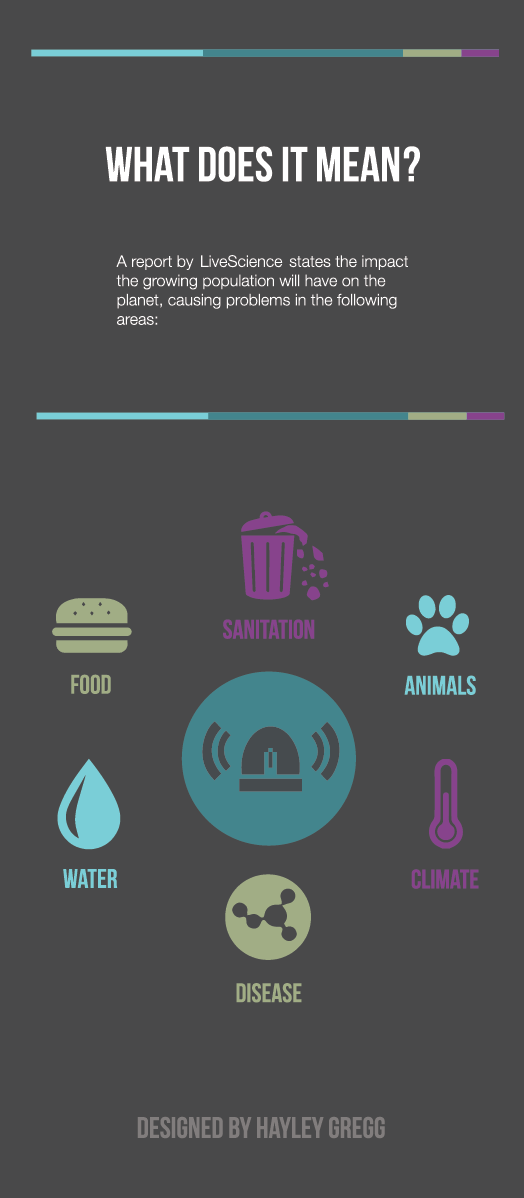 WHAT DOES IT MEAN?
A report by LiveScience states the impact
the growing population will have on the
planet, causing problems in the following
areas:
SANITATION
FOOD
ANIMALS
WATER
CLIMATE
DISEASE
DESIGNED BY HAYLEY GREGG